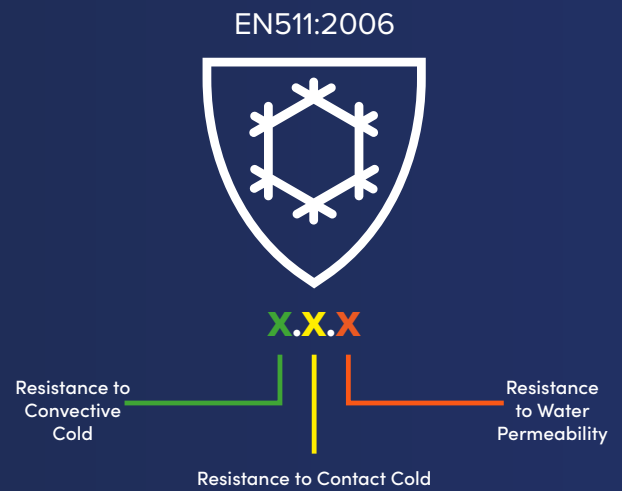 EN511:2006
X.X.X
Resistance to
Convective
Cold
Resistance
to Water
Permeability
Resistance to Contact Cold